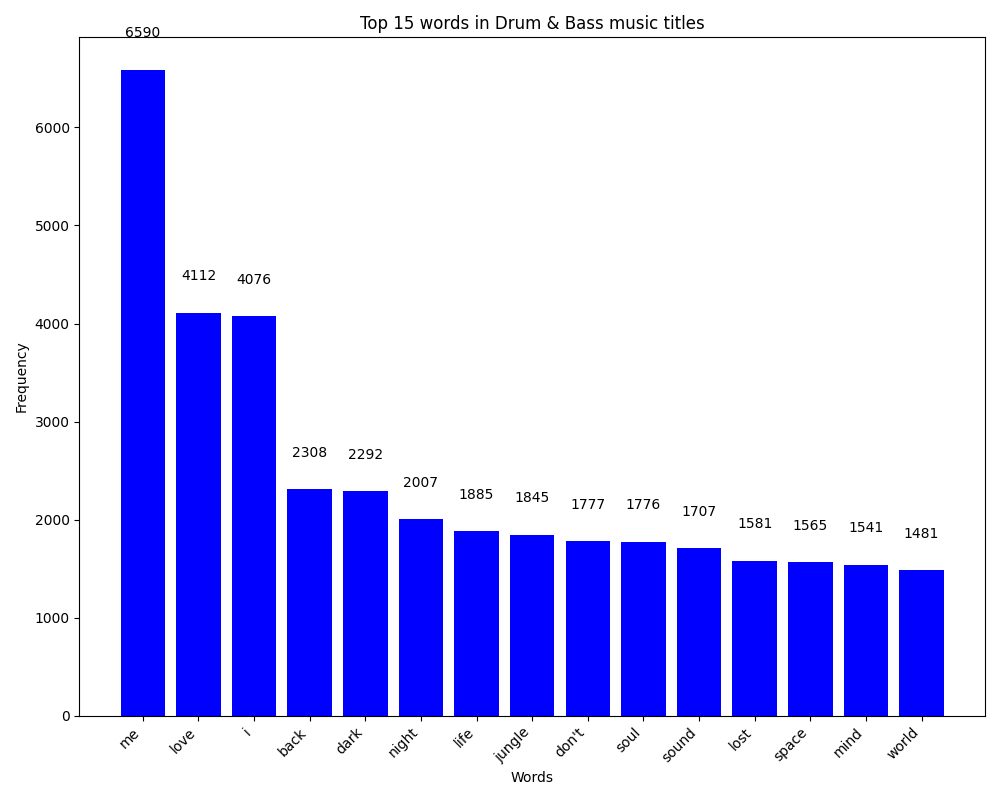 Top 15 words in Drum & Bass music titles
6590
4112
4076
2308
2292
2007
1885
1845
1777
1776
1707
1581
1565
1541
1481
6000
5000
4000
3000
2000
1000
0
Frequency
me
love
i
back
dark
night
life
jungle
don't
soul
sound
lost
space
mind
world
Words